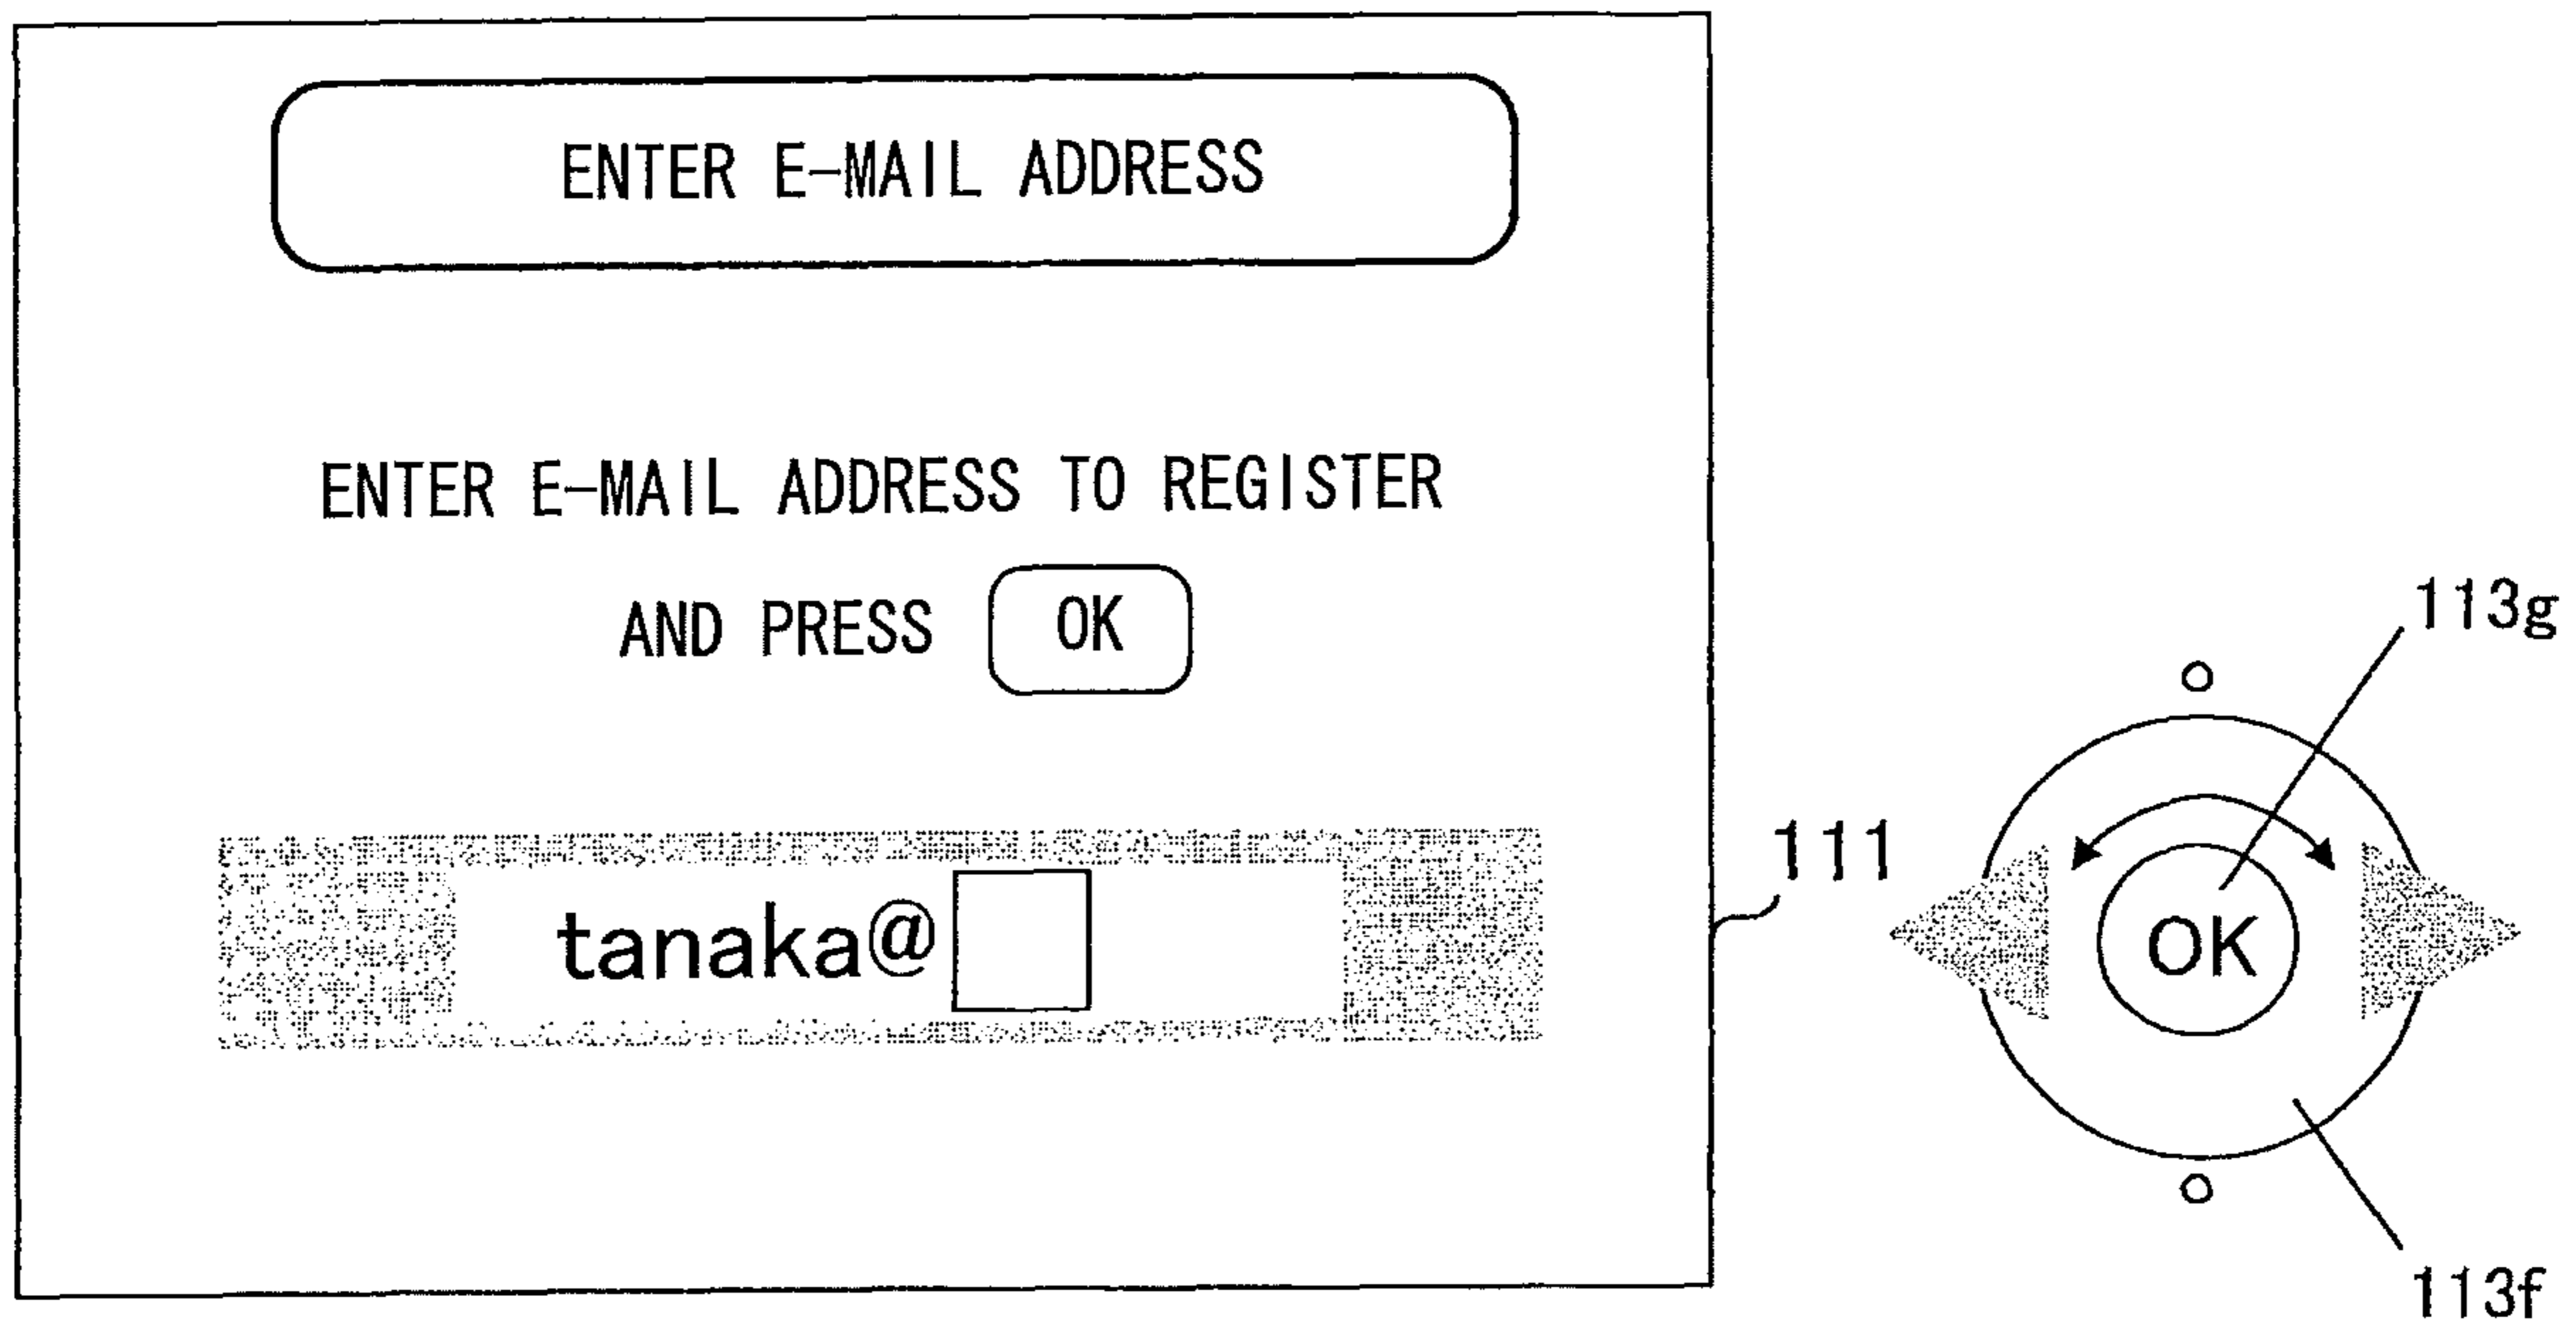 ENTER E-MAIL ADDRESS
ENTER E-MAIL ADDRESS TO REGISTER
AND PRESS OK
tanaka@
111
113g
OK
113f